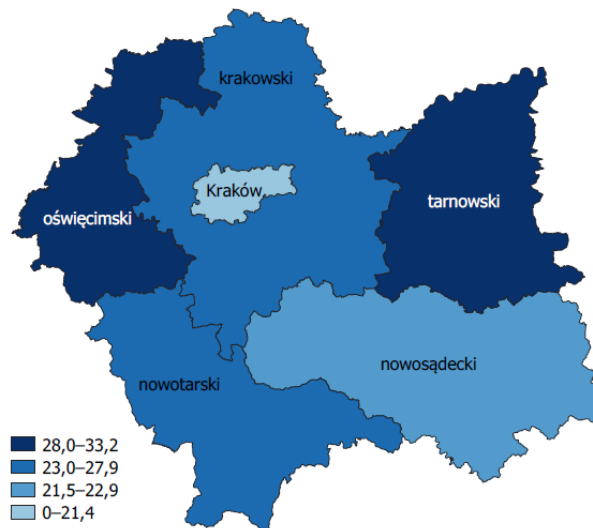 krakowski
Kraków
oświęcimski
tarnowski
nowosądecki
nowotarski
28,0–33,2
23,0–27,9
21,5–22,9
0–21,4